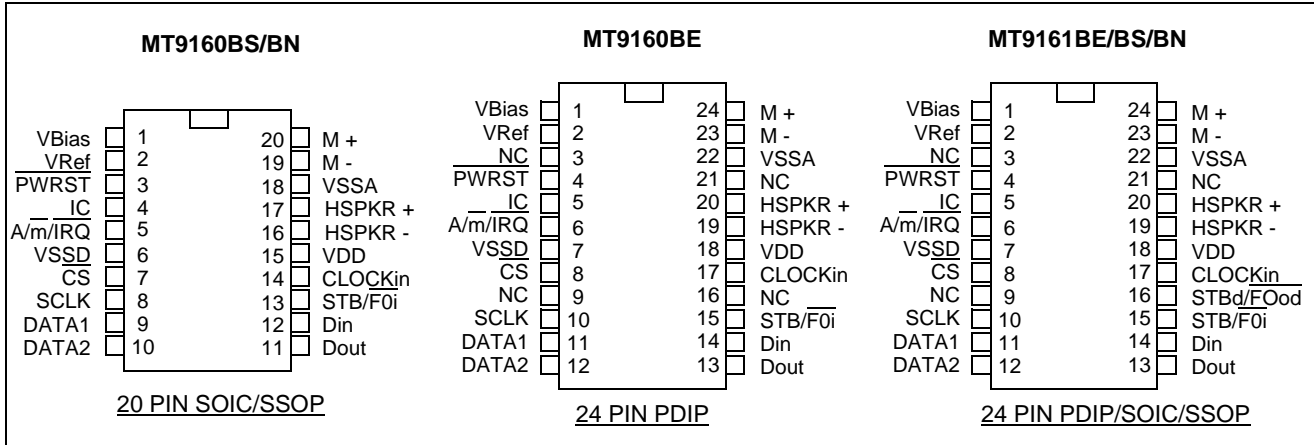 MT9160BS/BN
VBias 1 20 M +
VRef 2 19 M -
PWRST 3 18 VSSA
IC 4 17 HSPKR +
A/m/IRQ 5 16 HSPKR -
VSSD 6 15 VDD
CS 7 14 CLOCKin
SCLK 8 13 STB/F0i
DATA1 9 12 Din
DATA2 10 11 Dout
20 PIN SOIC/SSOP
MT9160BE
VBias 1 24 M +
VRef 2 23 M -
NC 3 22 VSSA
PWRST 4 21 NC
IC 5 20 HSPKR +
A/m/IRQ 6 19 HSPKR -
VSSD 7 18 VDD
CS 8 17 CLOCKin
NC 9 16 NC
SCLK 10 15 STB/F0i
DATA1 11 14 Din
DATA2 12 13 Dout
24 PIN PDIP
MT9161BE/BS/BN
VBias 1 24 M +
VRef 2 23 M -
NC 3 22 VSSA
PWRST 4 21 NC
IC 5 20 HSPKR +
A/m/IRQ 6 19 HSPKR -
VSSD 7 18 VDD
CS 8 17 CLOCKin
NC 9 16 STBd/FOod
SCLK 10 15 STB/F0i
DATA1 11 14 Din
DATA2 12 13 Dout
24 PIN PDIP/SOIC/SSOP